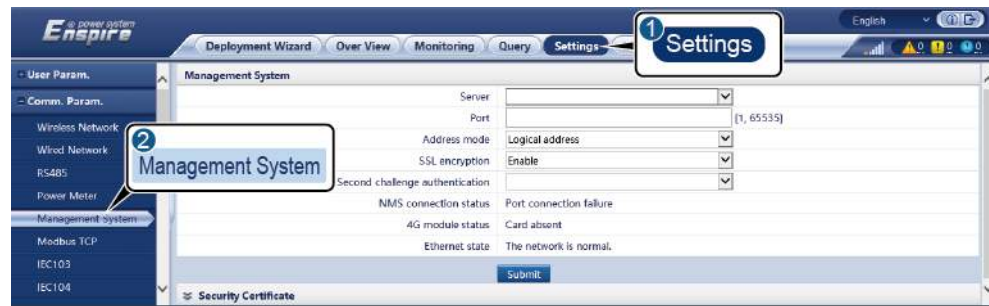 Enspire
power system
English
Deployment Wizard Over View Monitoring Query Settings
1 Settings
0 0 0
User Param.
Management System
Comm. Param.
Server
Port [1, 65535]
Wireless Network
Address mode Logical address
Wired Network
2 Management System
SSL encryption Enable
RS485
Second challenge authentication
Power Meter
NMS connection status Port connection failure
Management System
4G module status Card absent
Modbus TCP
Ethernet state The network is normal.
IEC103
Submit
IEC104
Security Certificate